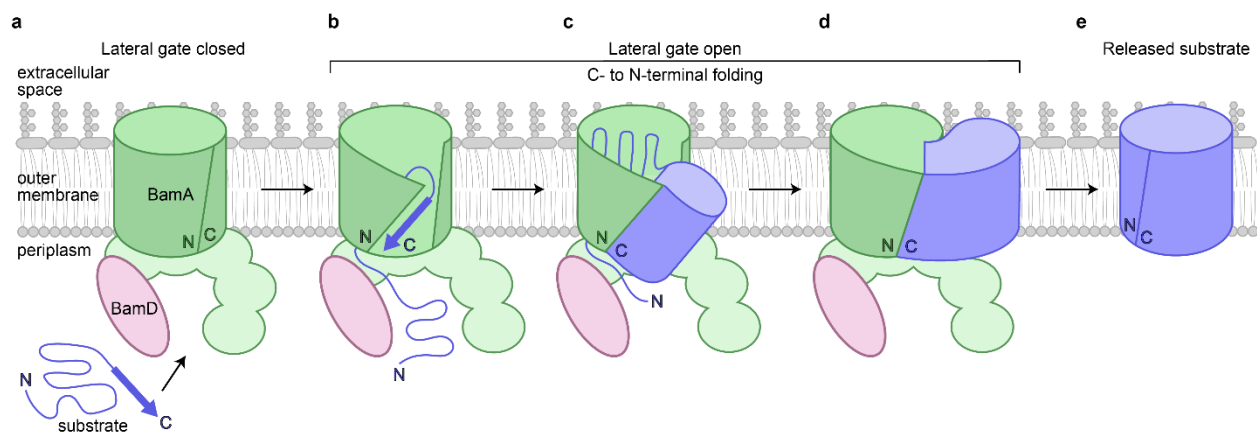 a
b
c
d
e
Lateral gate closed
Lateral gate open
Released substrate
C- to N-terminal folding
extracellular
space
outer
membrane
periplasm
BamA
N C
BamD
N
substrate
C
N
C
N
N
C
N
N C
N
C